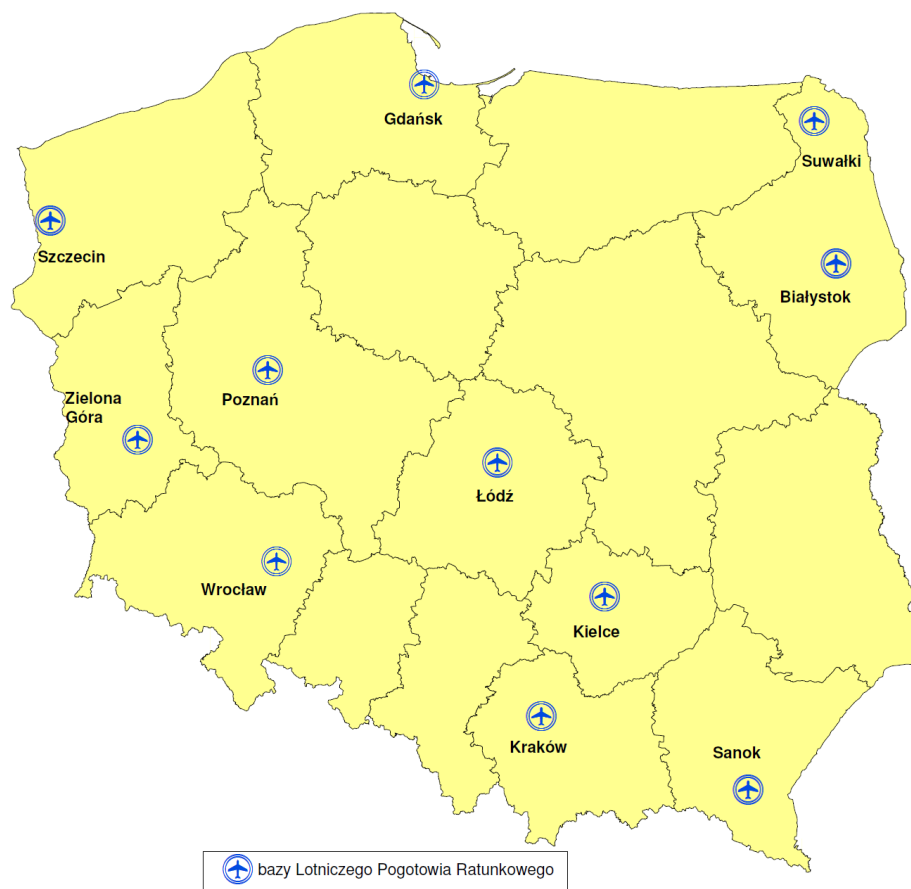 Gdańsk
Suwałki
Szczecin
Białystok
Zielona
Góra
Poznań
Łódź
Wrocław
Kielce
Kraków
Sanok
bazy Lotniczego Pogotowia Ratunkowego